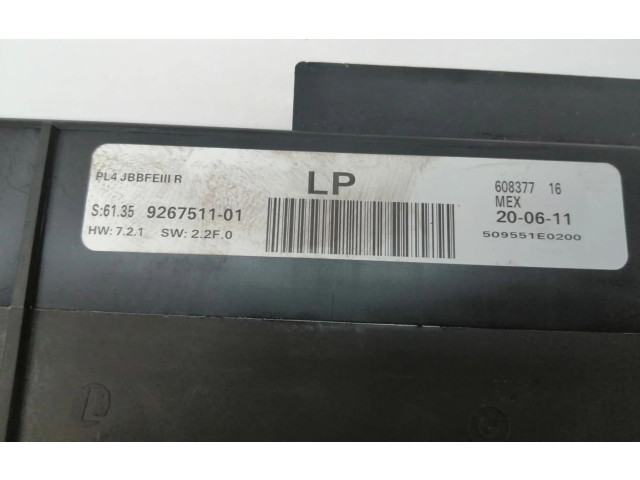 PL4 JBBFEIII R
LP
608377 16
MEX
S:61.35 9267511-01
20-06-11
HW: 7.2.1 SW: 2.2F.0
509551E0200
D